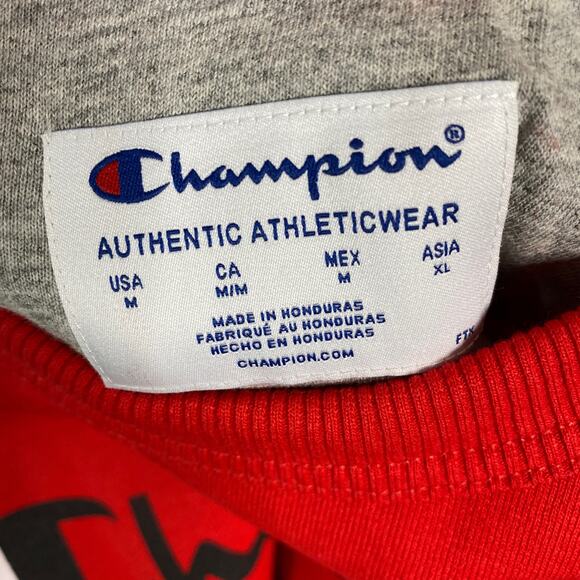 Champion®
AUTHENTIC ATHLETICWEAR
USA CA MEX ASIA
M M/M M XL
MADE IN HONDURAS
FABRIQUÉ AU HONDURAS
HECHO EN HONDURAS
CHAMPION.COM